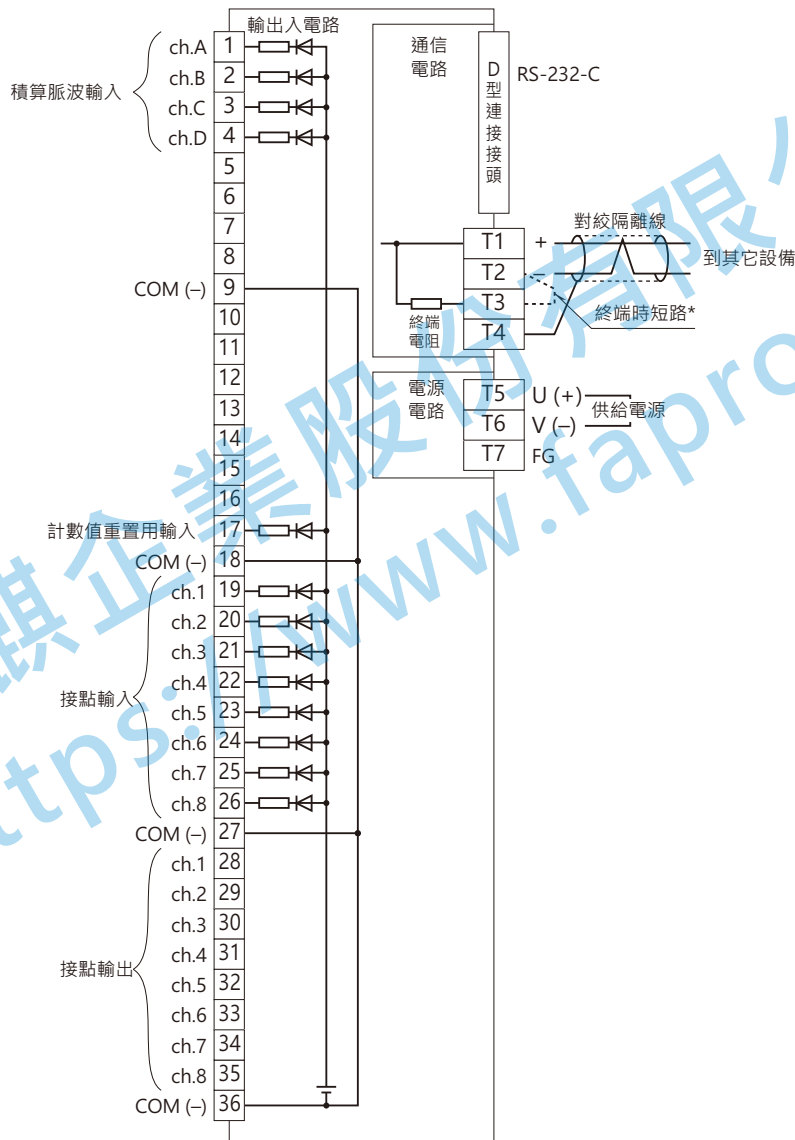 輸出入電路
ch.A 1
ch.B 2
ch.C 3
ch.D 4
積算脈波輸入
5
6
7
8
COM (–) 9
10
11
12
13
14
15
16
計數值重置用輸入 17
COM (–) 18
ch.1 19
ch.2 20
ch.3 21
ch.4 22
ch.5 23
ch.6 24
ch.7 25
ch.8 26
接點輸入
COM (–) 27
ch.1 28
ch.2 29
ch.3 30
ch.4 31
ch.5 32
ch.6 33
ch.7 34
ch.8 35
接點輸出
COM (–) 36
通信
電路
D型連接接頭
RS-232-C
對絞隔離線
T1 +
T2 –
T3
T4
到其它設備
終端時短路*
終端
電阻
電源
電路
T5 U (+)
T6 V (–)
T7 FG
供給電源
麒企業股份有限
https://www.fapro